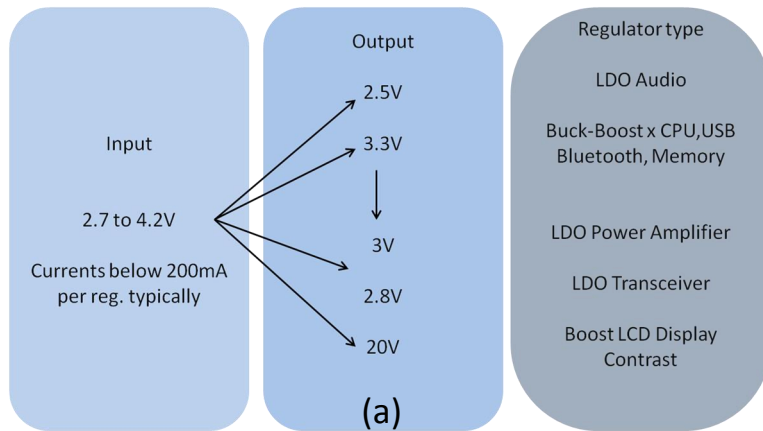 Input
2.7 to 4.2V
Currents below 200mA
per reg. typically
Output
2.5V
3.3V
3V
2.8V
20V
(a)
Regulator type
LDO Audio
Buck-Boost x CPU,USB
Bluetooth, Memory
LDO Power Amplifier
LDO Transceiver
Boost LCD Display
Contrast